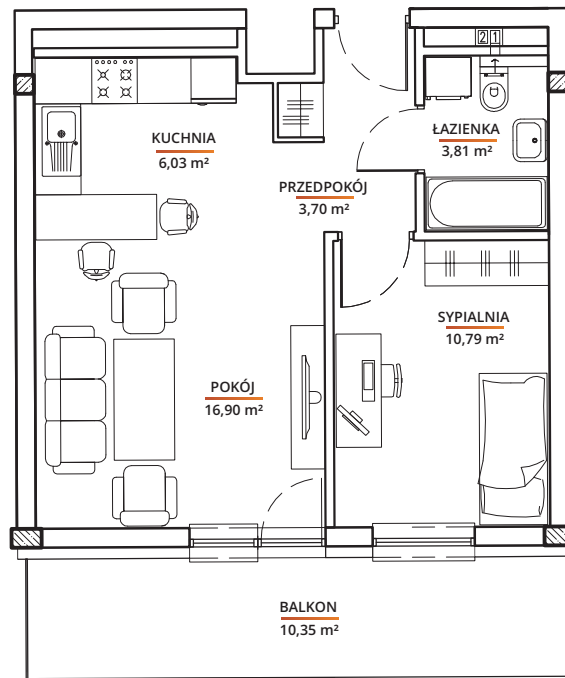 2 1
KUCHNIA
6,03 m²
ŁAZIENKA
3,81 m²
PRZEDPOKÓJ
3,70 m²
SYPIALNIA
10,79 m²
POKÓJ
16,90 m²
BALKON
10,35 m²